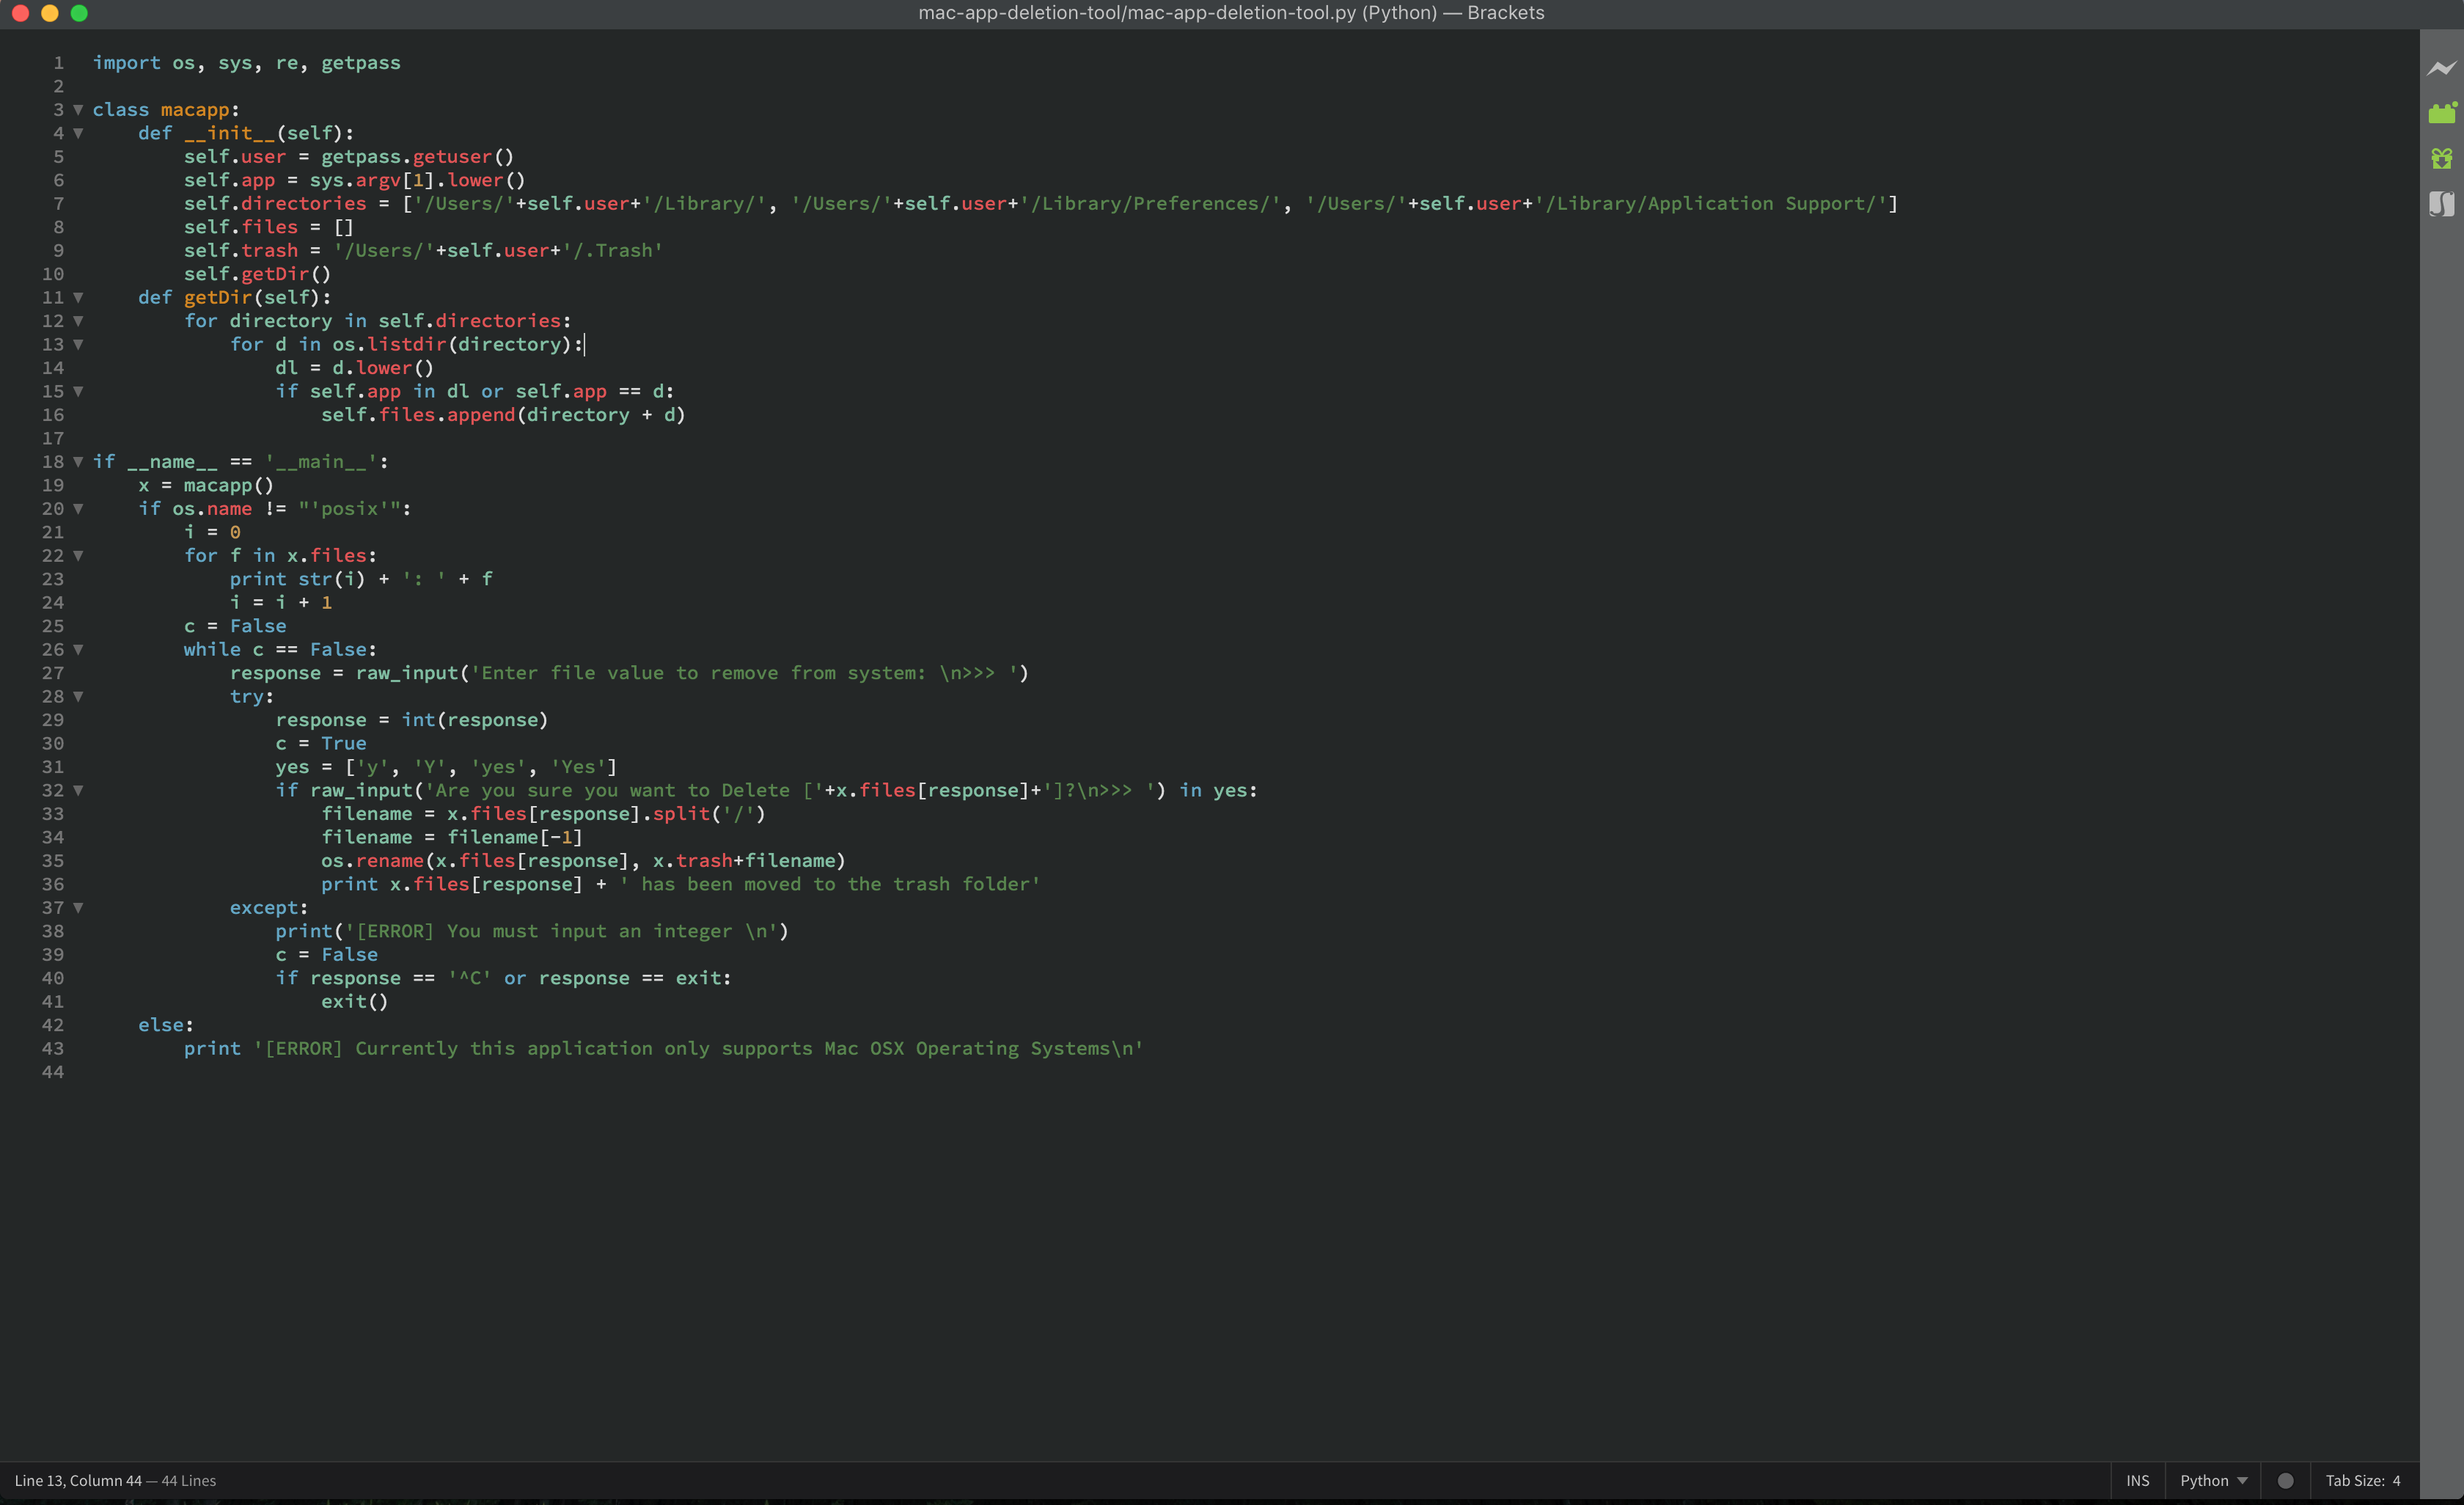 mac-app-deletion-tool/mac-app-deletion-tool.py (Python) — Brackets
1 import os, sys, re, getpass
2
3 class macapp:
4     def __init__(self):
5         self.user = getpass.getuser()
6         self.app = sys.argv[1].lower()
7         self.directories = ['/Users/'+self.user+'/Library/', '/Users/'+self.user+'/Library/Preferences/', '/Users/'+self.user+'/Library/Application Support/']
8         self.files = []
9         self.trash = '/Users/'+self.user+'/.Trash'
10         self.getDir()
11     def getDir(self):
12         for directory in self.directories:
13             for d in os.listdir(directory):
14                 dl = d.lower()
15                 if self.app in dl or self.app == d:
16                     self.files.append(directory + d)
17
18 if __name__ == '__main__':
19     x = macapp()
20     if os.name != "'posix'":
21         i = 0
22         for f in x.files:
23             print str(i) + ': ' + f
24             i = i + 1
25         c = False
26         while c == False:
27             response = raw_input('Enter file value to remove from system: \n>>> ')
28             try:
29                 response = int(response)
30                 c = True
31                 yes = ['y', 'Y', 'yes', 'Yes']
32                 if raw_input('Are you sure you want to Delete ['+x.files[response]+']?\n>>> ') in yes:
33                     filename = x.files[response].split('/')
34                     filename = filename[-1]
35                     os.rename(x.files[response], x.trash+filename)
36                     print x.files[response] + ' has been moved to the trash folder'
37             except:
38                 print('[ERROR] You must input an integer \n')
39                 c = False
40                 if response == '^C' or response == exit:
41                     exit()
42     else:
43         print '[ERROR] Currently this application only supports Mac OSX Operating Systems\n'
44
Line 13, Column 44 — 44 Lines INS Python Tab Size: 4